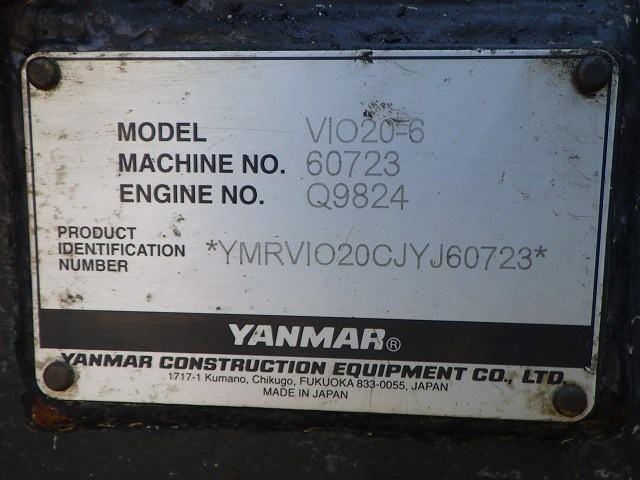 MODEL VIO20-6
MACHINE NO. 60723
ENGINE NO. Q9824
PRODUCT
IDENTIFICATION
NUMBER
*YMRVIO20CJYJ60723*
YANMAR®
YANMAR CONSTRUCTION EQUIPMENT CO., LTD.
1717-1 Kumano, Chikugo, FUKUOKA 833-0055, JAPAN
MADE IN JAPAN